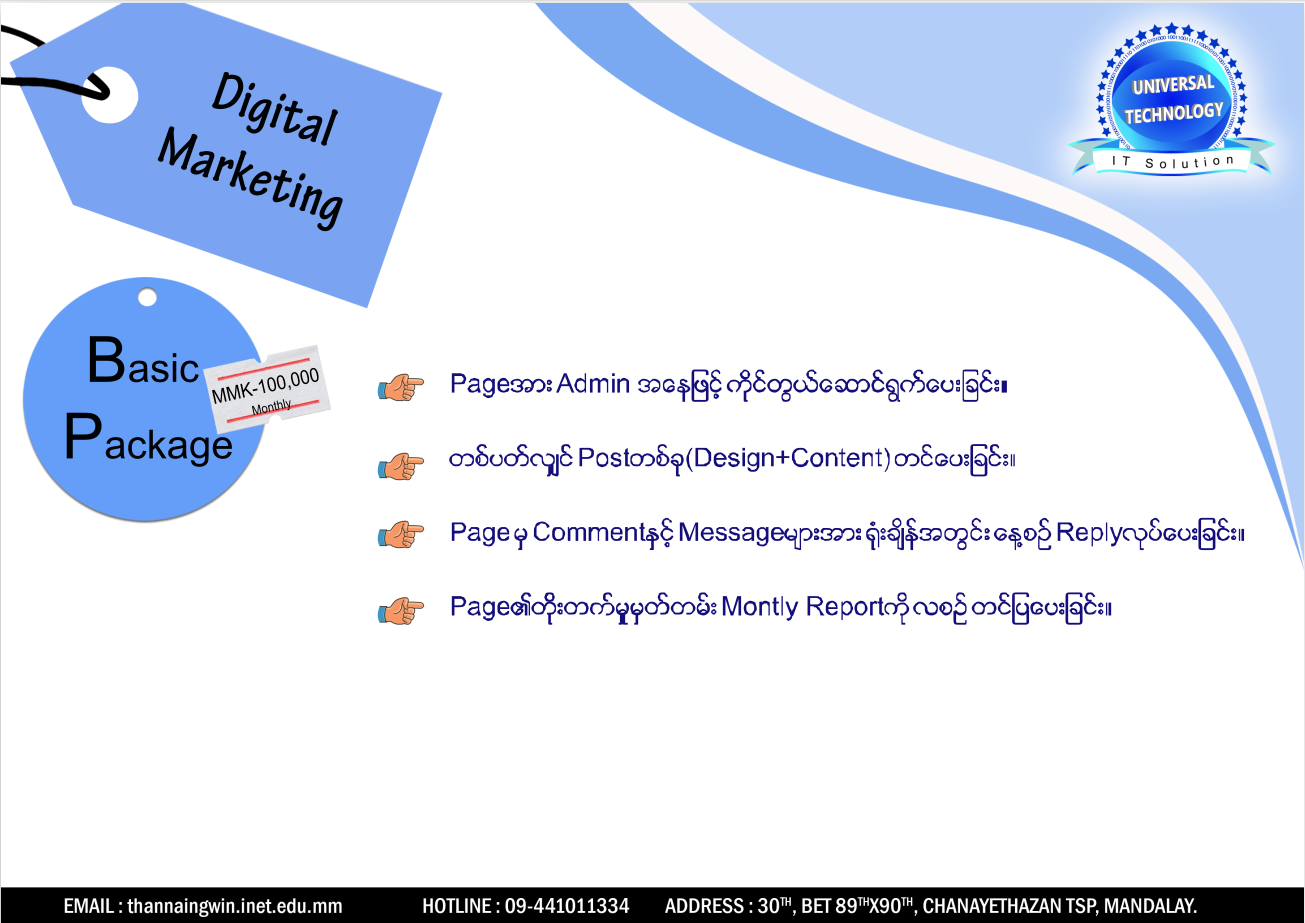 Digital
Marketing
UNIVERSAL
TECHNOLOGY
IT Solution
Basic
Package
MMK-100,000
Monthly
Pageအား Admin အနေဖြင့် ကိုင်တွယ်ဆောင်ရွက်ပေးခြင်း။
တစ်ပတ်လျှင် Postတစ်ခု(Design+Content) တင်ပေးခြင်း။
Page မှ Commentနှင့် Messageများအား ရုံးချိန်အတွင်း နေ့စဉ် Replyလုပ်ပေးခြင်း။
Page၏တိုးတက်မှုမှတ်တမ်း Montly Reportကို လစဉ် တင်ပြပေးခြင်း။
EMAIL : thannaingwin.inet.edu.mm HOTLINE : 09-441011334 ADDRESS : 30TH, BET 89THX90TH, CHANAYETHAZAN TSP, MANDALAY.